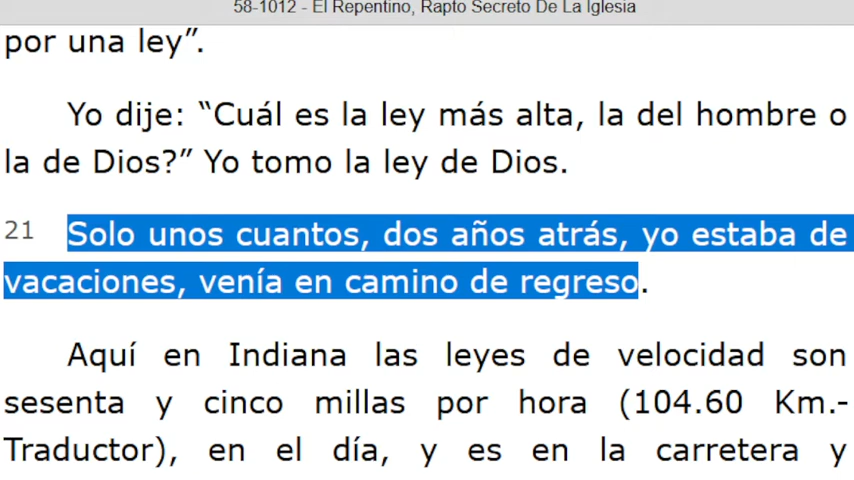 58-1012 - El Repentino, Rapto Secreto De La Iglesia
por una ley”.
Yo dije: “Cuál es la ley más alta, la del hombre o
la de Dios?” Yo tomo la ley de Dios.
21 Solo unos cuantos, dos años atrás, yo estaba de
vacaciones, venía en camino de regreso.
Aquí en Indiana las leyes de velocidad son
sesenta y cinco millas por hora (104.60 Km.-
Traductor), en el día, y es en la carretera y